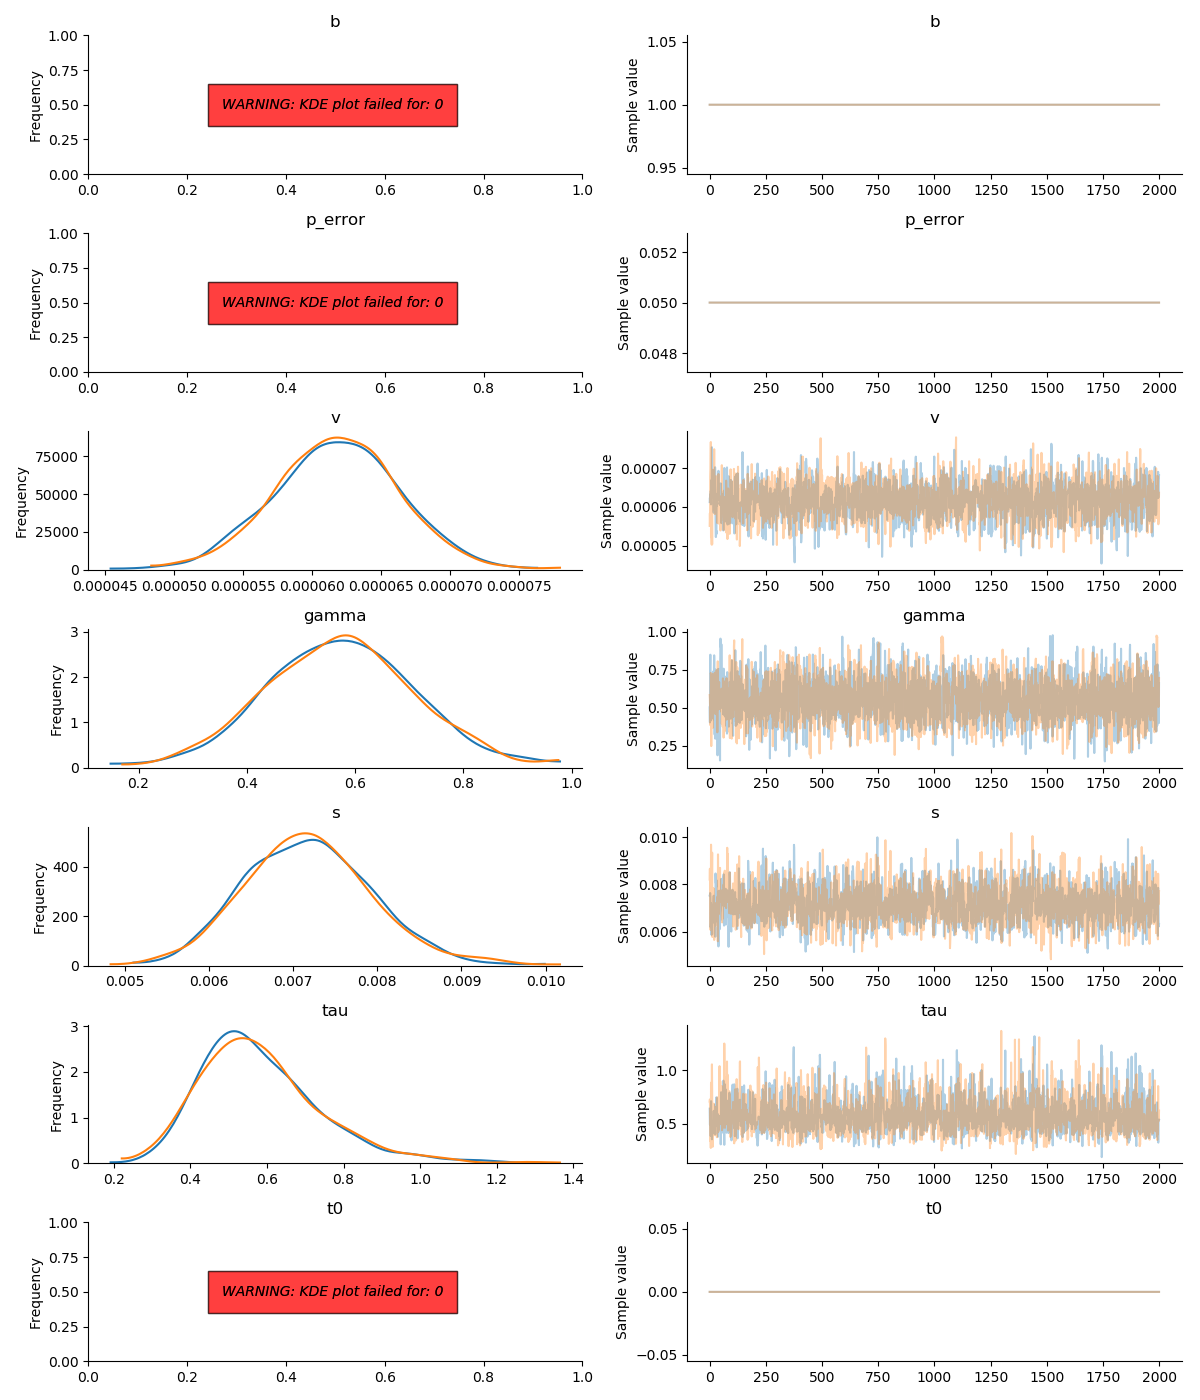 b
b
1.00
0.75
0.50
0.25
0.00
Frequency
WARNING: KDE plot failed for: 0
0.0 0.2 0.4 0.6 0.8 1.0
1.05
1.00
0.95
Sample value
0 250 500 750 1000 1250 1500 1750 2000
p_error
p_error
1.00
0.75
0.50
0.25
0.00
Frequency
WARNING: KDE plot failed for: 0
0.0 0.2 0.4 0.6 0.8 1.0
0.052
0.050
0.048
Sample value
0 250 500 750 1000 1250 1500 1750 2000
v
v
75000
50000
25000
0
Frequency
0.000045 0.000050 0.000055 0.000060 0.000065 0.000070 0.000075
0.00007
0.00006
0.00005
Sample value
0 250 500 750 1000 1250 1500 1750 2000
gamma
gamma
3
2
1
0
Frequency
0.2 0.4 0.6 0.8 1.0
1.00
0.75
0.50
0.25
Sample value
0 250 500 750 1000 1250 1500 1750 2000
s
s
400
200
0
Frequency
0.005 0.006 0.007 0.008 0.009 0.010
0.010
0.008
0.006
Sample value
0 250 500 750 1000 1250 1500 1750 2000
tau
tau
3
2
1
0
Frequency
0.2 0.4 0.6 0.8 1.0 1.2 1.4
1.0
0.5
Sample value
0 250 500 750 1000 1250 1500 1750 2000
t0
t0
1.00
0.75
0.50
0.25
0.00
Frequency
WARNING: KDE plot failed for: 0
0.0 0.2 0.4 0.6 0.8 1.0
0.05
0.00
−0.05
Sample value
0 250 500 750 1000 1250 1500 1750 2000